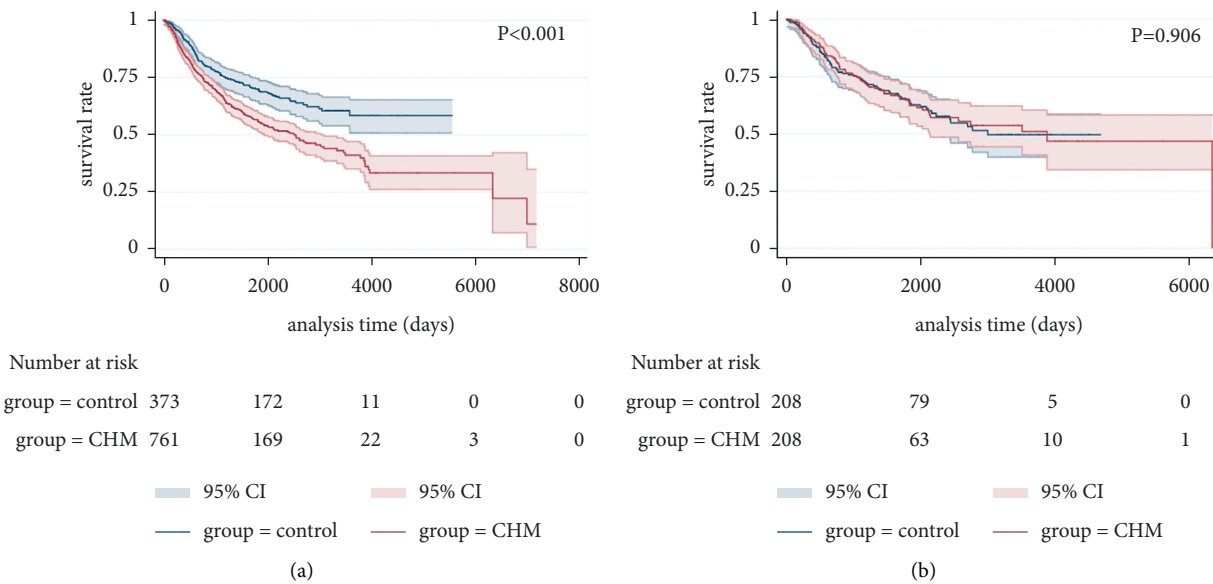 P<0.001
1
0.75
0.5
0.25
0
survival rate
0 2000 4000 6000 8000
analysis time (days)
Number at risk
group = control 373 172 11 0 0
group = CHM 761 169 22 3 0
95% CI 95% CI
group = control group = CHM
(a)
P=0.906
1
0.75
0.5
0.25
0
survival rate
0 2000 4000 6000
analysis time (days)
Number at risk
group = control 208 79 5 0
group = CHM 208 63 10 1
95% CI 95% CI
group = control group = CHM
(b)